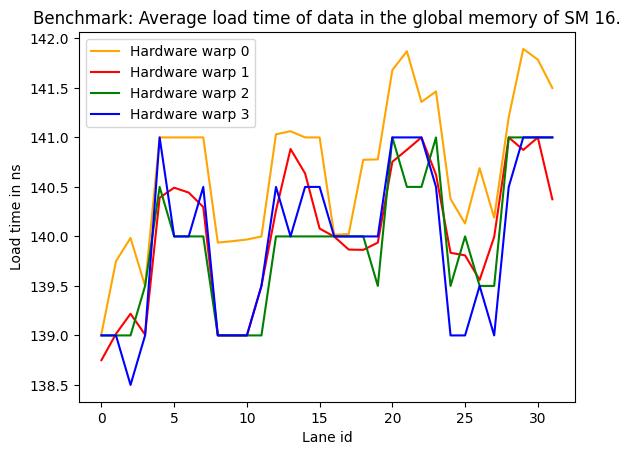 Benchmark: Average load time of data in the global memory of SM 16.
142.0
141.5
141.0
140.5
140.0
139.5
139.0
138.5
Load time in ns
Hardware warp 0
Hardware warp 1
Hardware warp 2
Hardware warp 3
0 5 10 15 20 25 30
Lane id